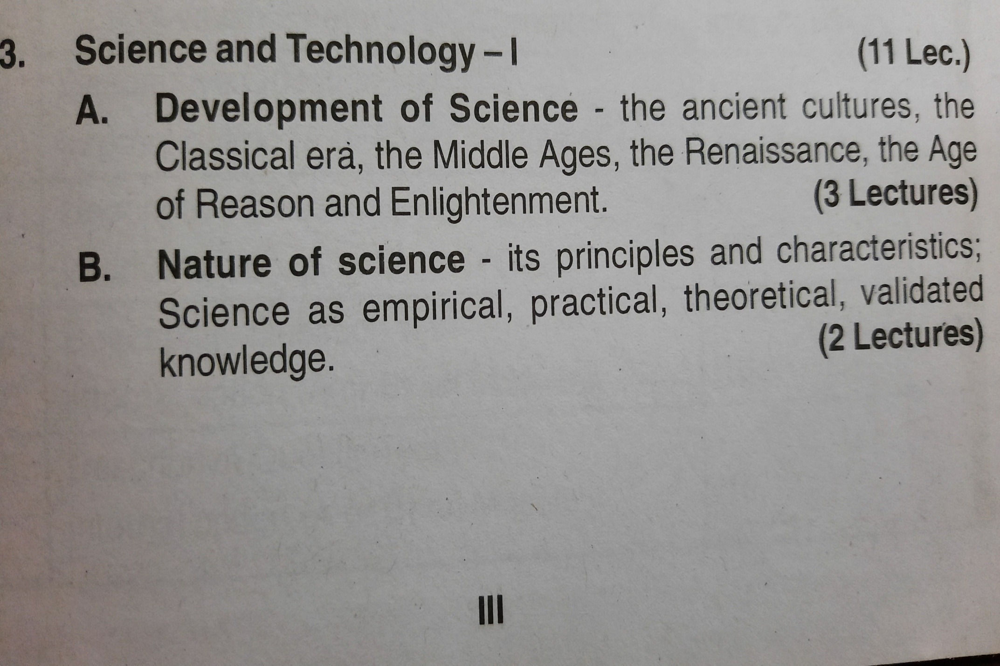 3. Science and Technology – I (11 Lec.)
A. Development of Science - the ancient cultures, the
Classical era, the Middle Ages, the Renaissance, the Age
of Reason and Enlightenment. (3 Lectures)
B. Nature of science - its principles and characteristics;
Science as empirical, practical, theoretical, validated
knowledge. (2 Lectures)
III